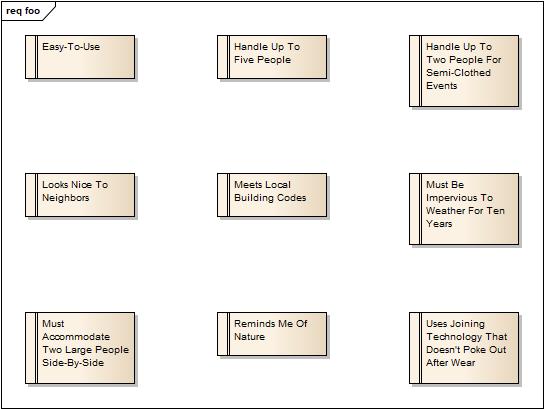 req foo
Easy-To-Use
Handle Up To
Five People
Handle Up To
Two People For
Semi-Clothed
Events
Looks Nice To
Neighbors
Meets Local
Building Codes
Must Be
Impervious To
Weather For Ten
Years
Must
Accommodate
Two Large People
Side-By-Side
Reminds Me Of
Nature
Uses Joining
Technology That
Doesn't Poke Out
After Wear